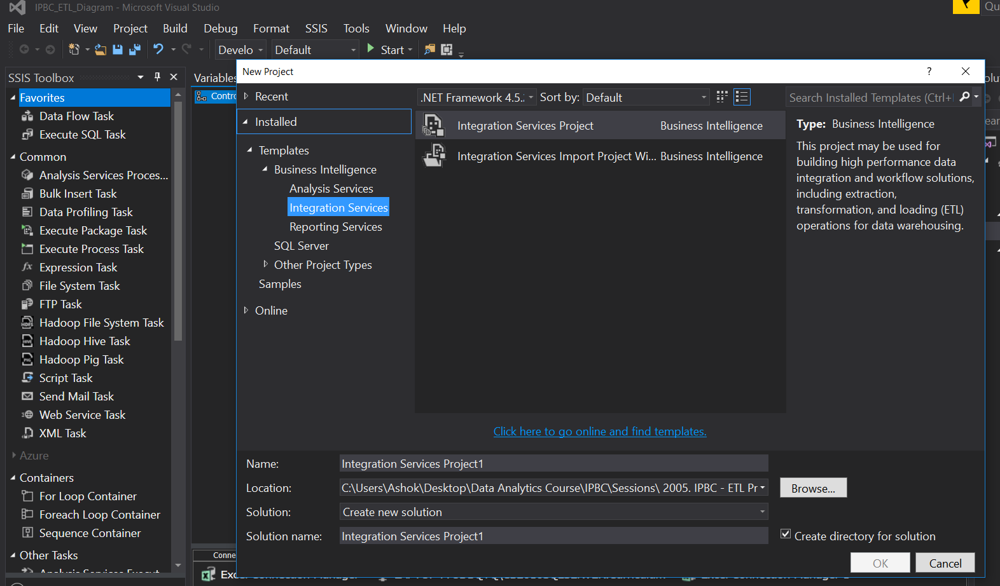 IPBC_ETL_Diagram - Microsoft Visual Studio
Qu
File Edit View Project Build Debug Format SSIS Tools Window Help
Develo Default Start
SSIS Toolbox
Favorites
Data Flow Task
Execute SQL Task
Common
Analysis Services Proces...
Bulk Insert Task
Data Profiling Task
Execute Package Task
Execute Process Task
Expression Task
File System Task
FTP Task
Hadoop File System Task
Hadoop Hive Task
Hadoop Pig Task
Script Task
Send Mail Task
Web Service Task
XML Task
Azure
Containers
For Loop Container
Foreach Loop Container
Sequence Container
Other Tasks
Variables
Contro
New Project
?
Recent
Installed
Templates
Business Intelligence
Analysis Services
Integration Services
Reporting Services
SQL Server
Other Project Types
Samples
Online
.NET Framework 4.5. Sort by: Default
Search Installed Templates (Ctrl+
Integration Services Project Business Intelligence
Integration Services Import Project Wi... Business Intelligence
Type: Business Intelligence
This project may be used for
building high performance data
integration and workflow solutions,
including extraction,
transformation, and loading (ETL)
operations for data warehousing.
Click here to go online and find templates.
Name: Integration Services Project1
Location: C:\Users\Ashok\Desktop\Data Analytics Course\IPBC\Sessions\ 2005. IPBC - ETL Pr
Browse...
Solution: Create new solution
Solution name: Integration Services Project1
Create directory for solution
OK Cancel
Conne